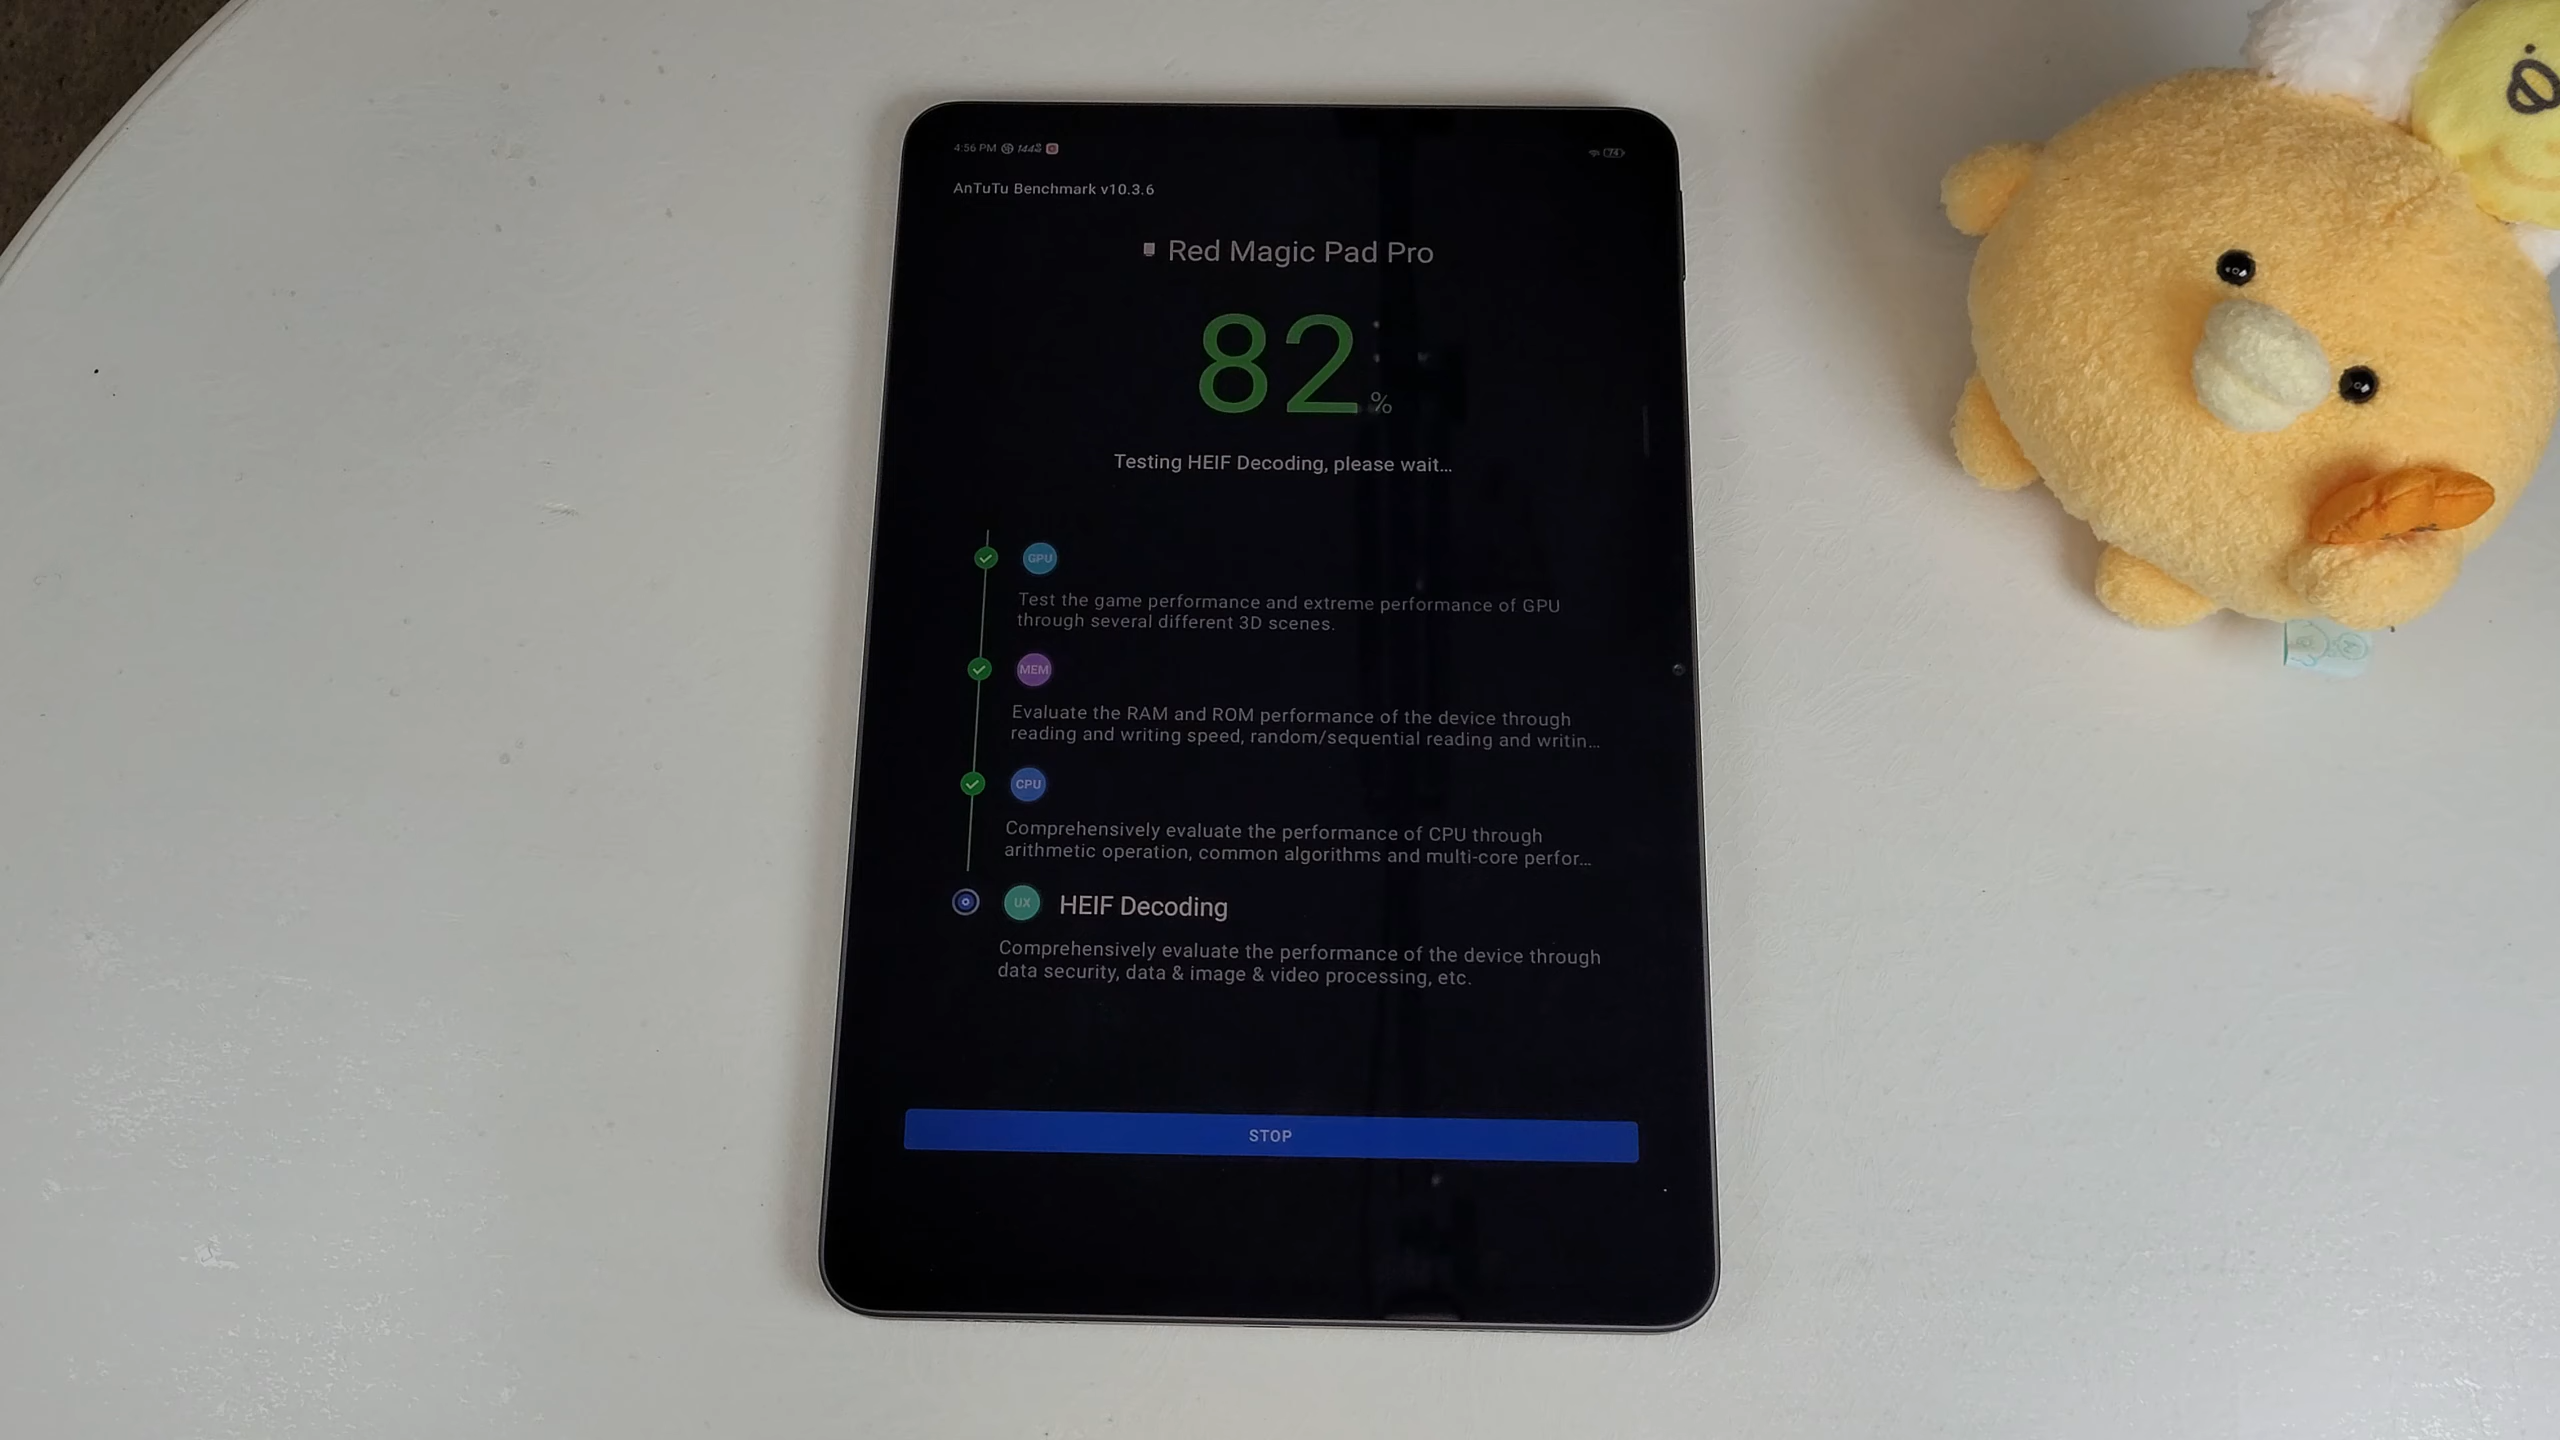 4:56 PM
74
AnTuTu Benchmark v10.3.6
Red Magic Pad Pro
82%
Testing HEIF Decoding, please wait...
GPU
Test the game performance and extreme performance of GPU
through several different 3D scenes.
MEM
Evaluate the RAM and ROM performance of the device through
reading and writing speed, random/sequential reading and writin...
CPU
Comprehensively evaluate the performance of CPU through
arithmetic operation, common algorithms and multi-core perfor...
UX HEIF Decoding
Comprehensively evaluate the performance of the device through
data security, data & image & video processing, etc.
STOP